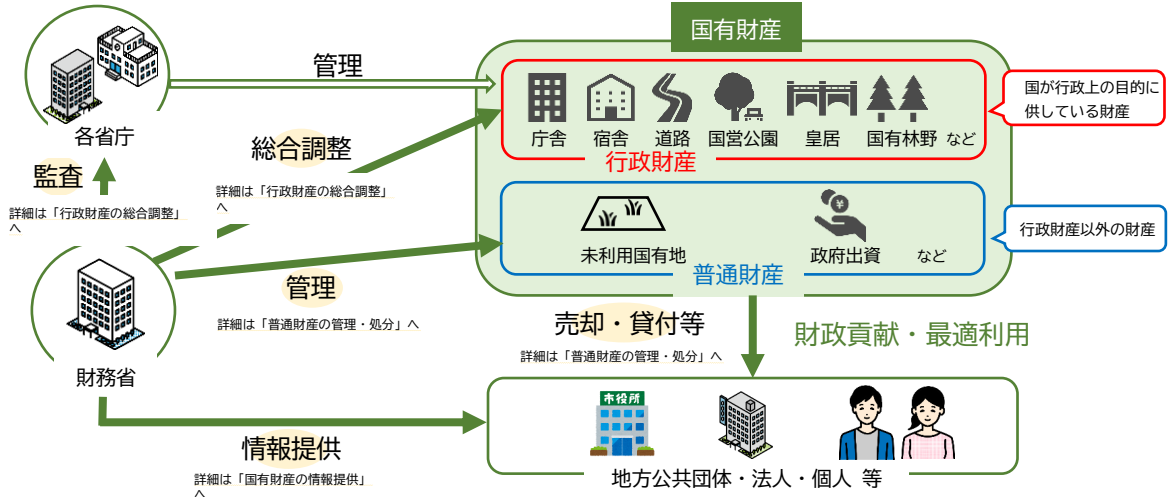 国有財産
管理
各省庁
庁舎
宿舎
道路
国営公園
皇居
国有林野
など
行政財産
国が行政上の目的に
供している財産
総合調整
詳細は「行政財産の総合調整」
へ
監査
詳細は「行政財産の総合調整」
へ
未利用国有地
¥
政府出資
など
普通財産
行政財産以外の財産
財務省
管理
詳細は「普通財産の管理・処分」へ
売却・貸付等
詳細は「普通財産の管理・処分」へ
財政貢献・最適利用
情報提供
詳細は「国有財産の情報提供」
へ
市役所
地方公共団体・法人・個人 等